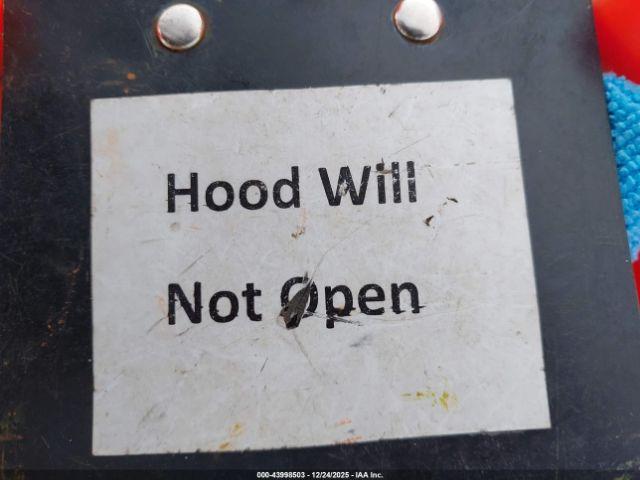 Hood Will
Not Open
000-43998503 - 12/24/2025 - IAA Inc.